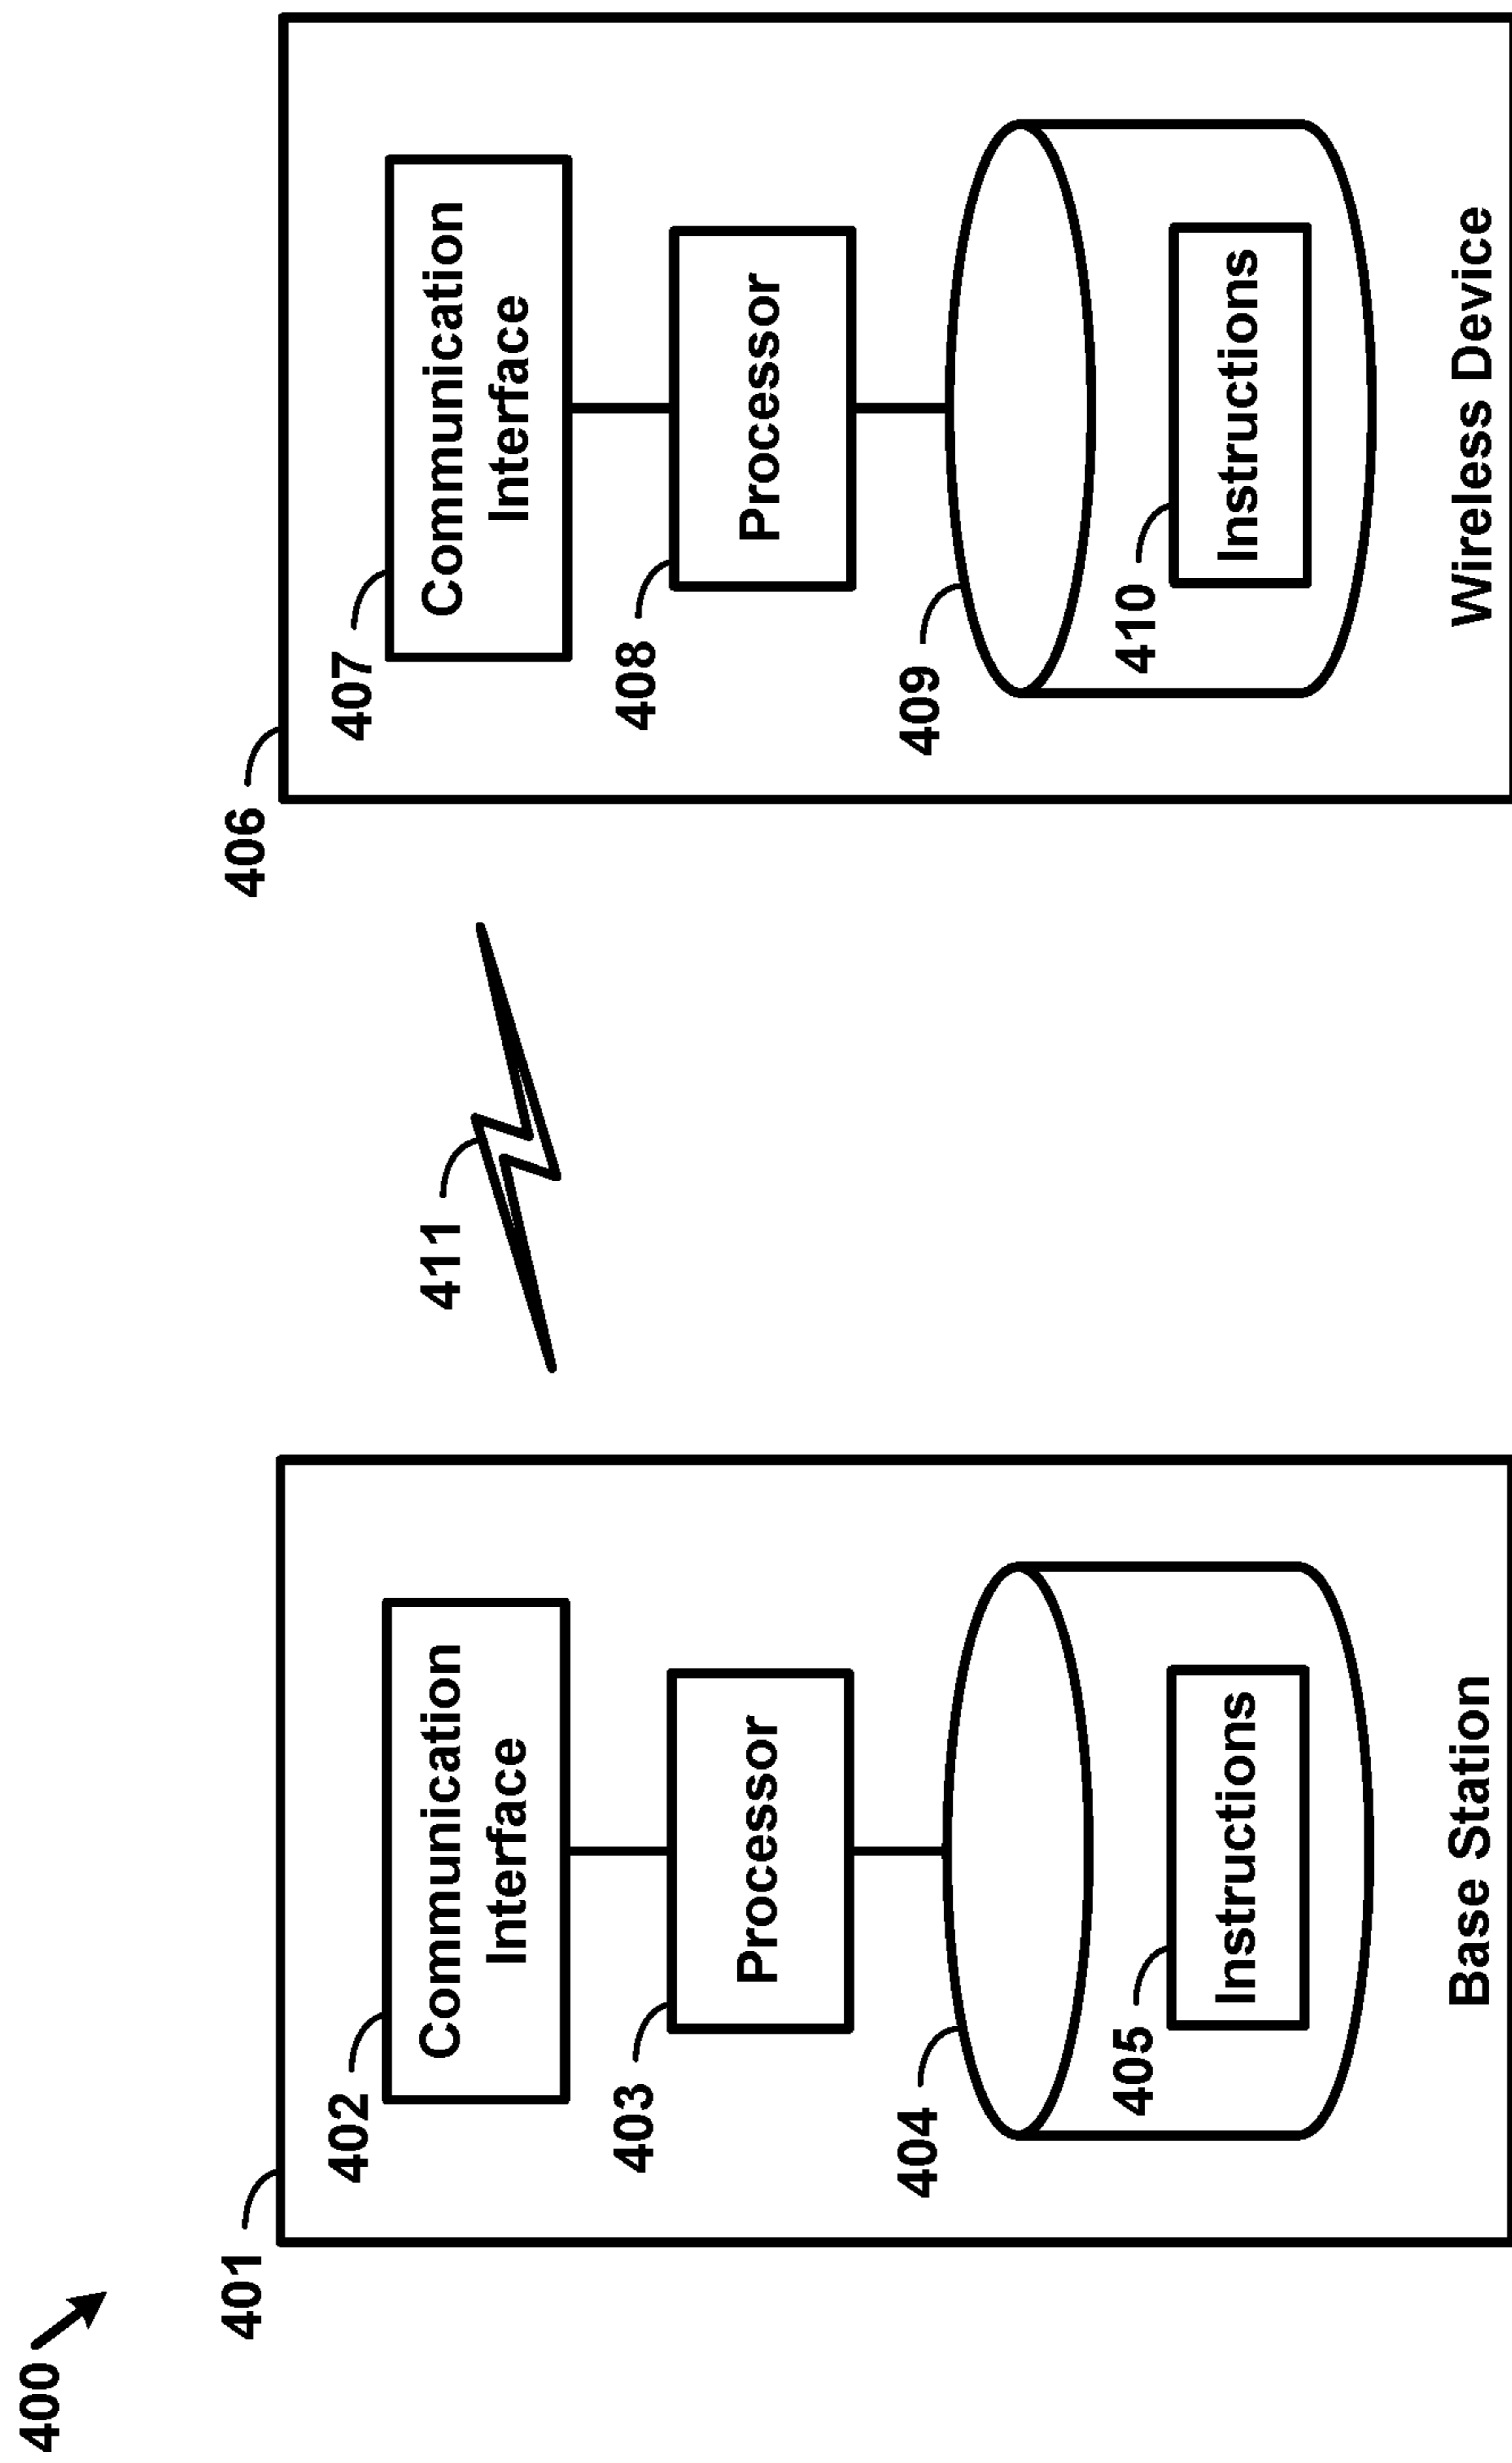 400
401
402
Communication
Interface
403
Processor
404
405
Instructions
Base Station
411
406
407
Communication
Interface
408
Processor
409
410
Instructions
Wireless Device